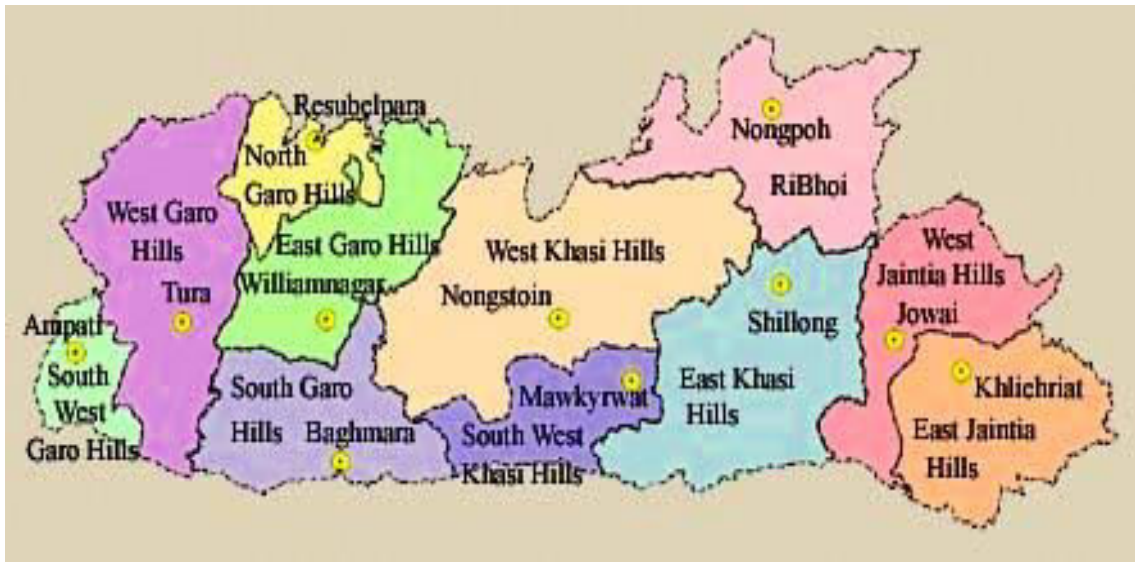 Resubelpara
North
Garo Hills
West Garo
Hills
Tura
East Garo Hills
Williamnagar
Ampati
South
West
Garo Hills
South Garo
Hills
Baghmara
West Khasi Hills
Nongstoin
Mawkyrwat
South West
Khasi Hills
Nongpoh
RiBhoi
Shillong
East Khasi
Hills
West
Jaintia Hills
Jowai
Khlichriat
East Jaintia
Hills